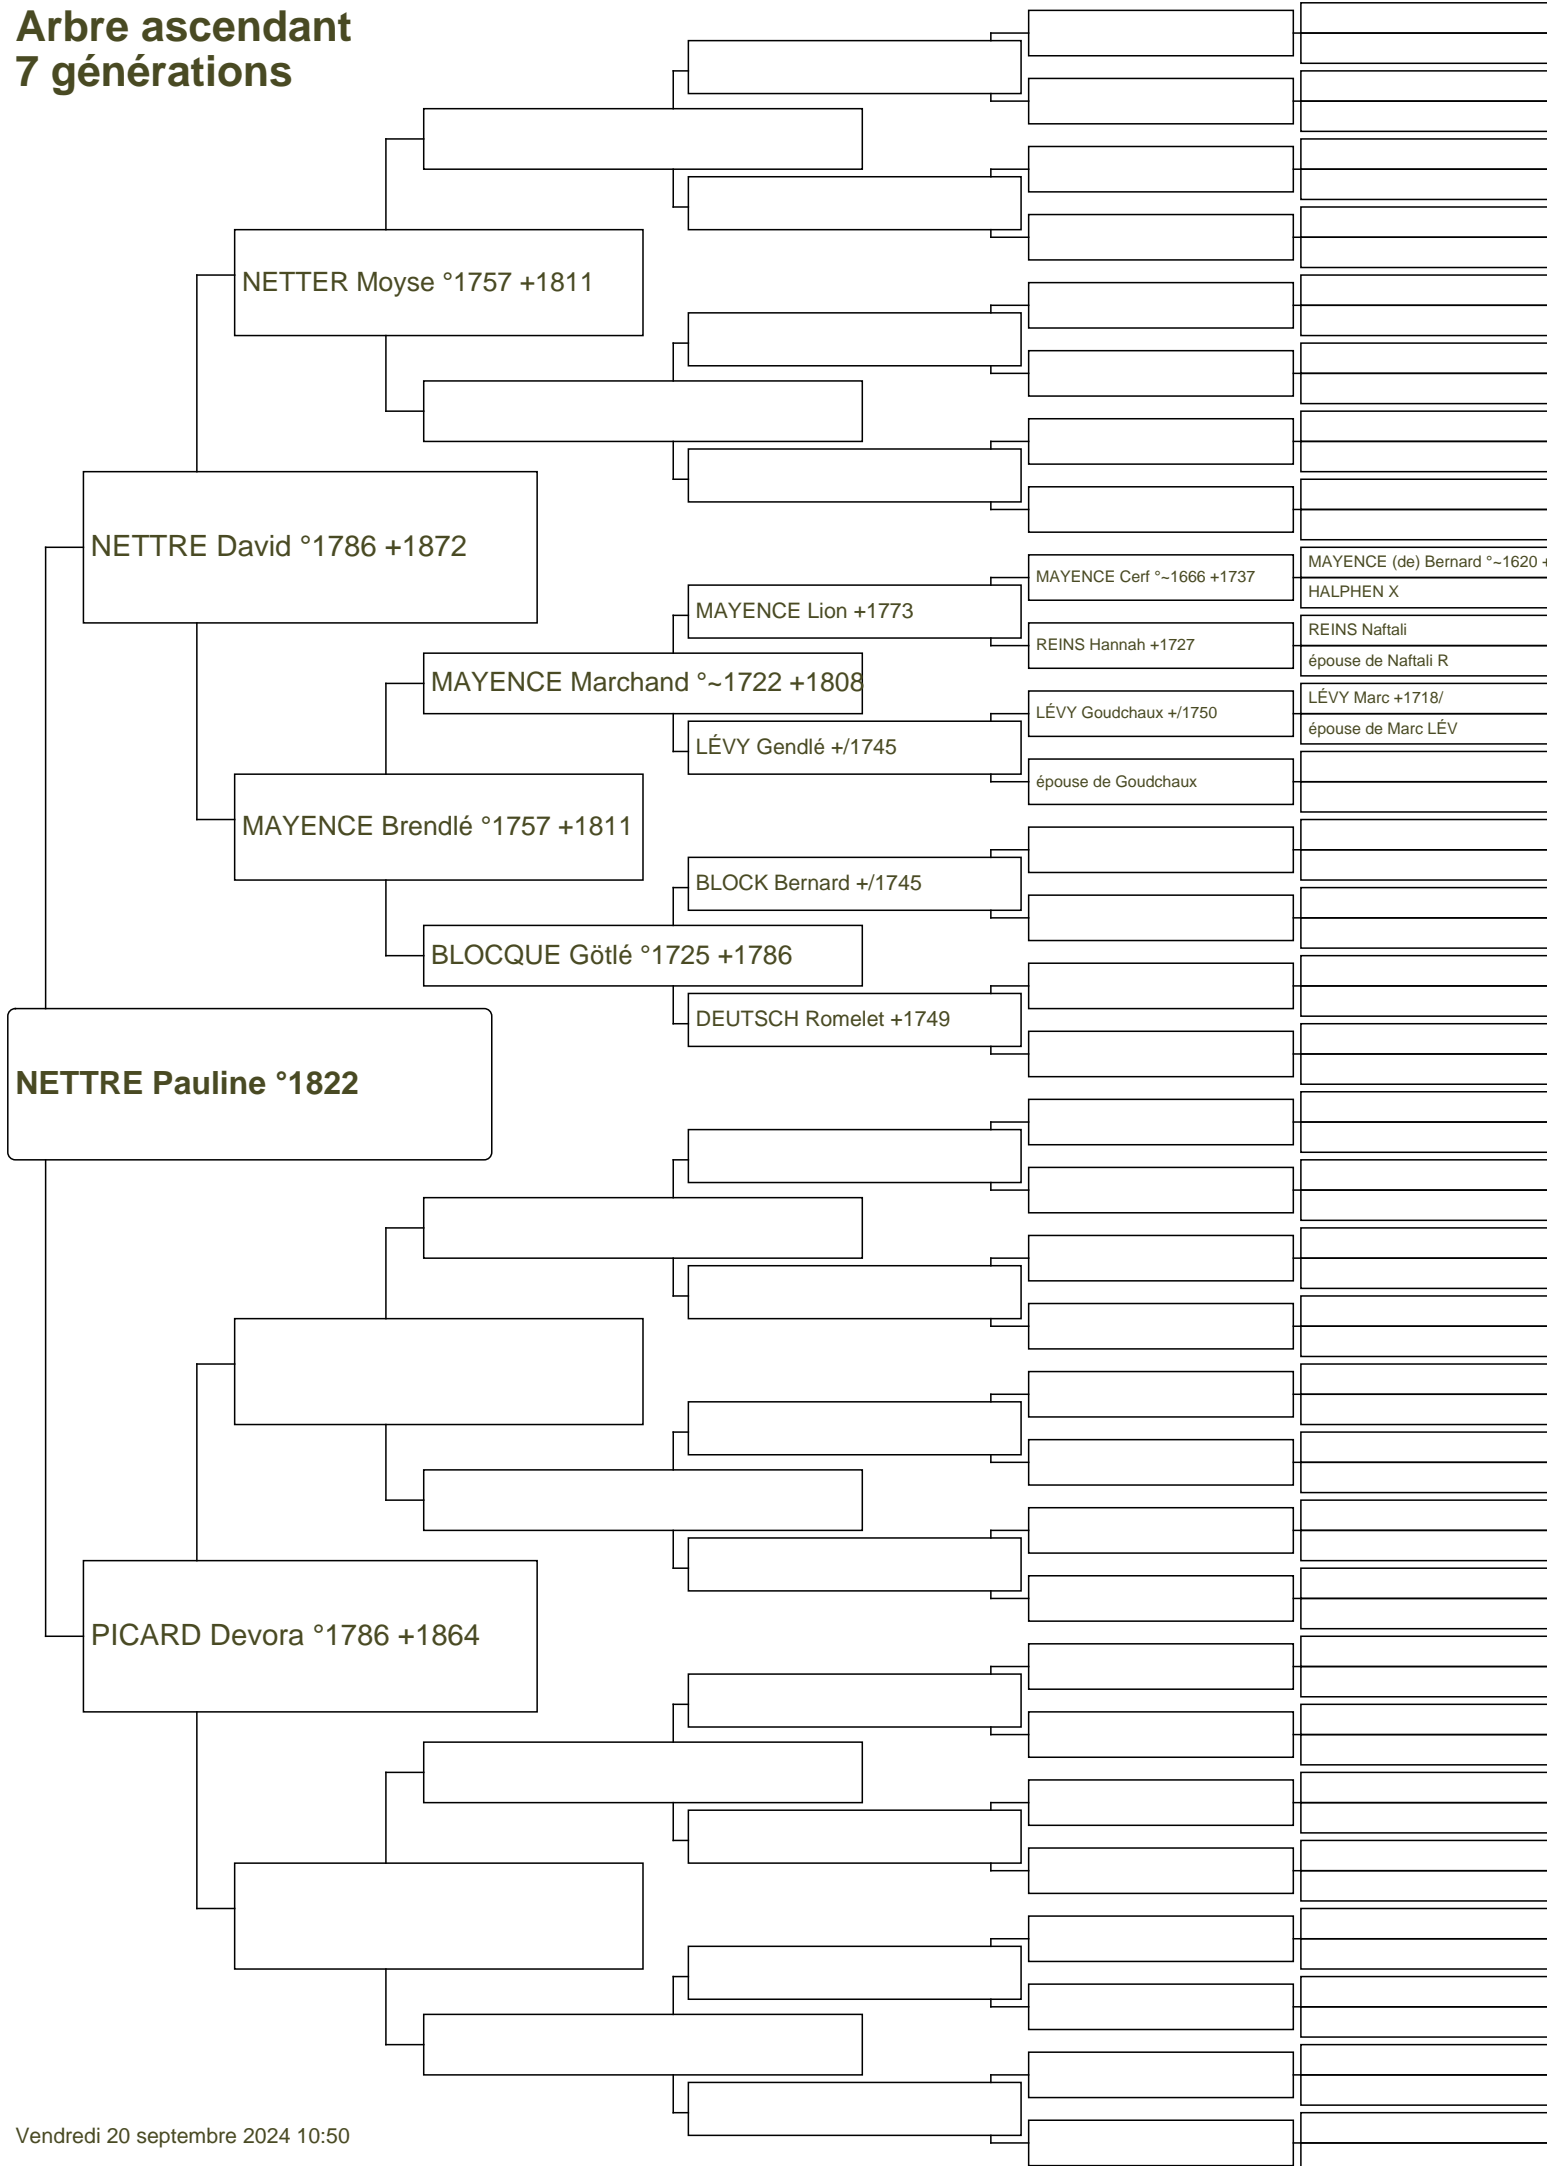 Arbre ascendant
7 générations
NETTER Moyse °1757 +1811
NETTRE David °1786 +1872
MAYENCE Cerf °~1666 +1737
MAYENCE (de) Bernard °~1620 +
HALPHEN X
MAYENCE Lion +1773
REINS Hannah +1727
REINS Naftali
épouse de Naftali R
MAYENCE Marchand °~1722 +1808
LÉVY Goudchaux +/1750
LÉVY Marc +1718/
épouse de Marc LÉV
LÉVY Gendlé +/1745
épouse de Goudchaux
MAYENCE Brendlé °1757 +1811
BLOCK Bernard +/1745
BLOCQUE Götlé °1725 +1786
DEUTSCH Romelet +1749
NETTRE Pauline °1822
PICARD Devora °1786 +1864
Vendredi 20 septembre 2024 10:50